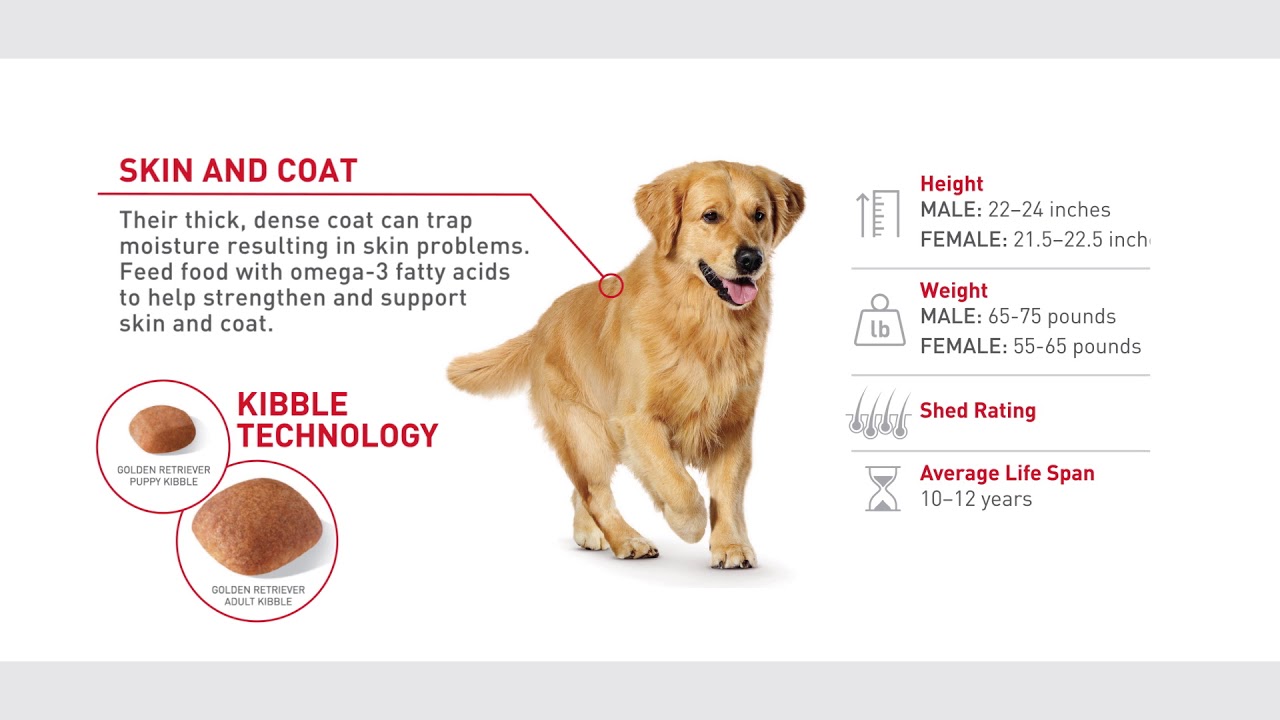 SKIN AND COAT
Their thick, dense coat can trap
moisture resulting in skin problems.
Feed food with omega-3 fatty acids
to help strengthen and support
skin and coat.
KIBBLE
TECHNOLOGY
GOLDEN RETRIEVER
PUPPY KIBBLE
GOLDEN RETRIEVER
ADULT KIBBLE
Height
MALE: 22–24 inches
FEMALE: 21.5–22.5 inch
Weight
lb
MALE: 65-75 pounds
FEMALE: 55-65 pounds
Shed Rating
Average Life Span
10–12 years